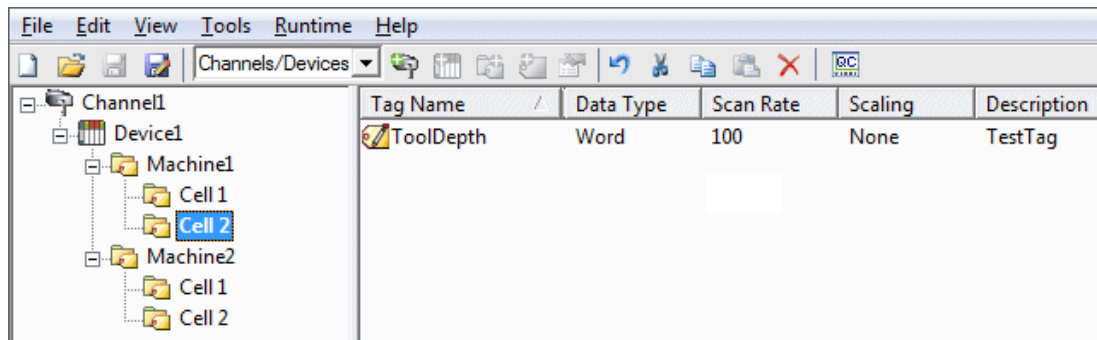 File Edit View Tools Runtime Help
Channels/Devices QC
Channel1
Device1
Machine1
Cell 1
Cell 2
Machine2
Cell 1
Cell 2
Tag Name Data Type Scan Rate Scaling Description
ToolDepth Word 100 None TestTag